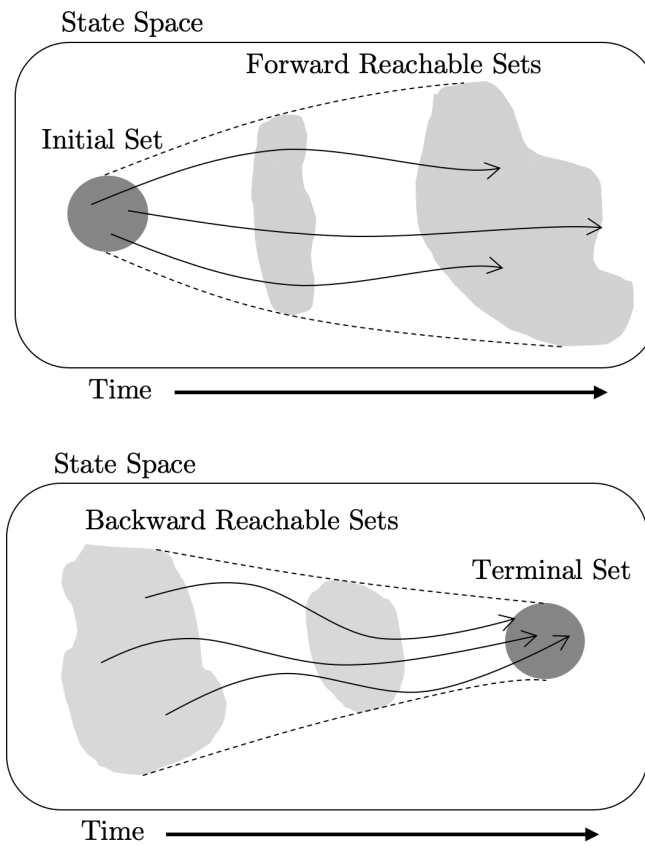 State Space
Forward Reachable Sets
Initial Set
Time
State Space
Backward Reachable Sets
Terminal Set
Time